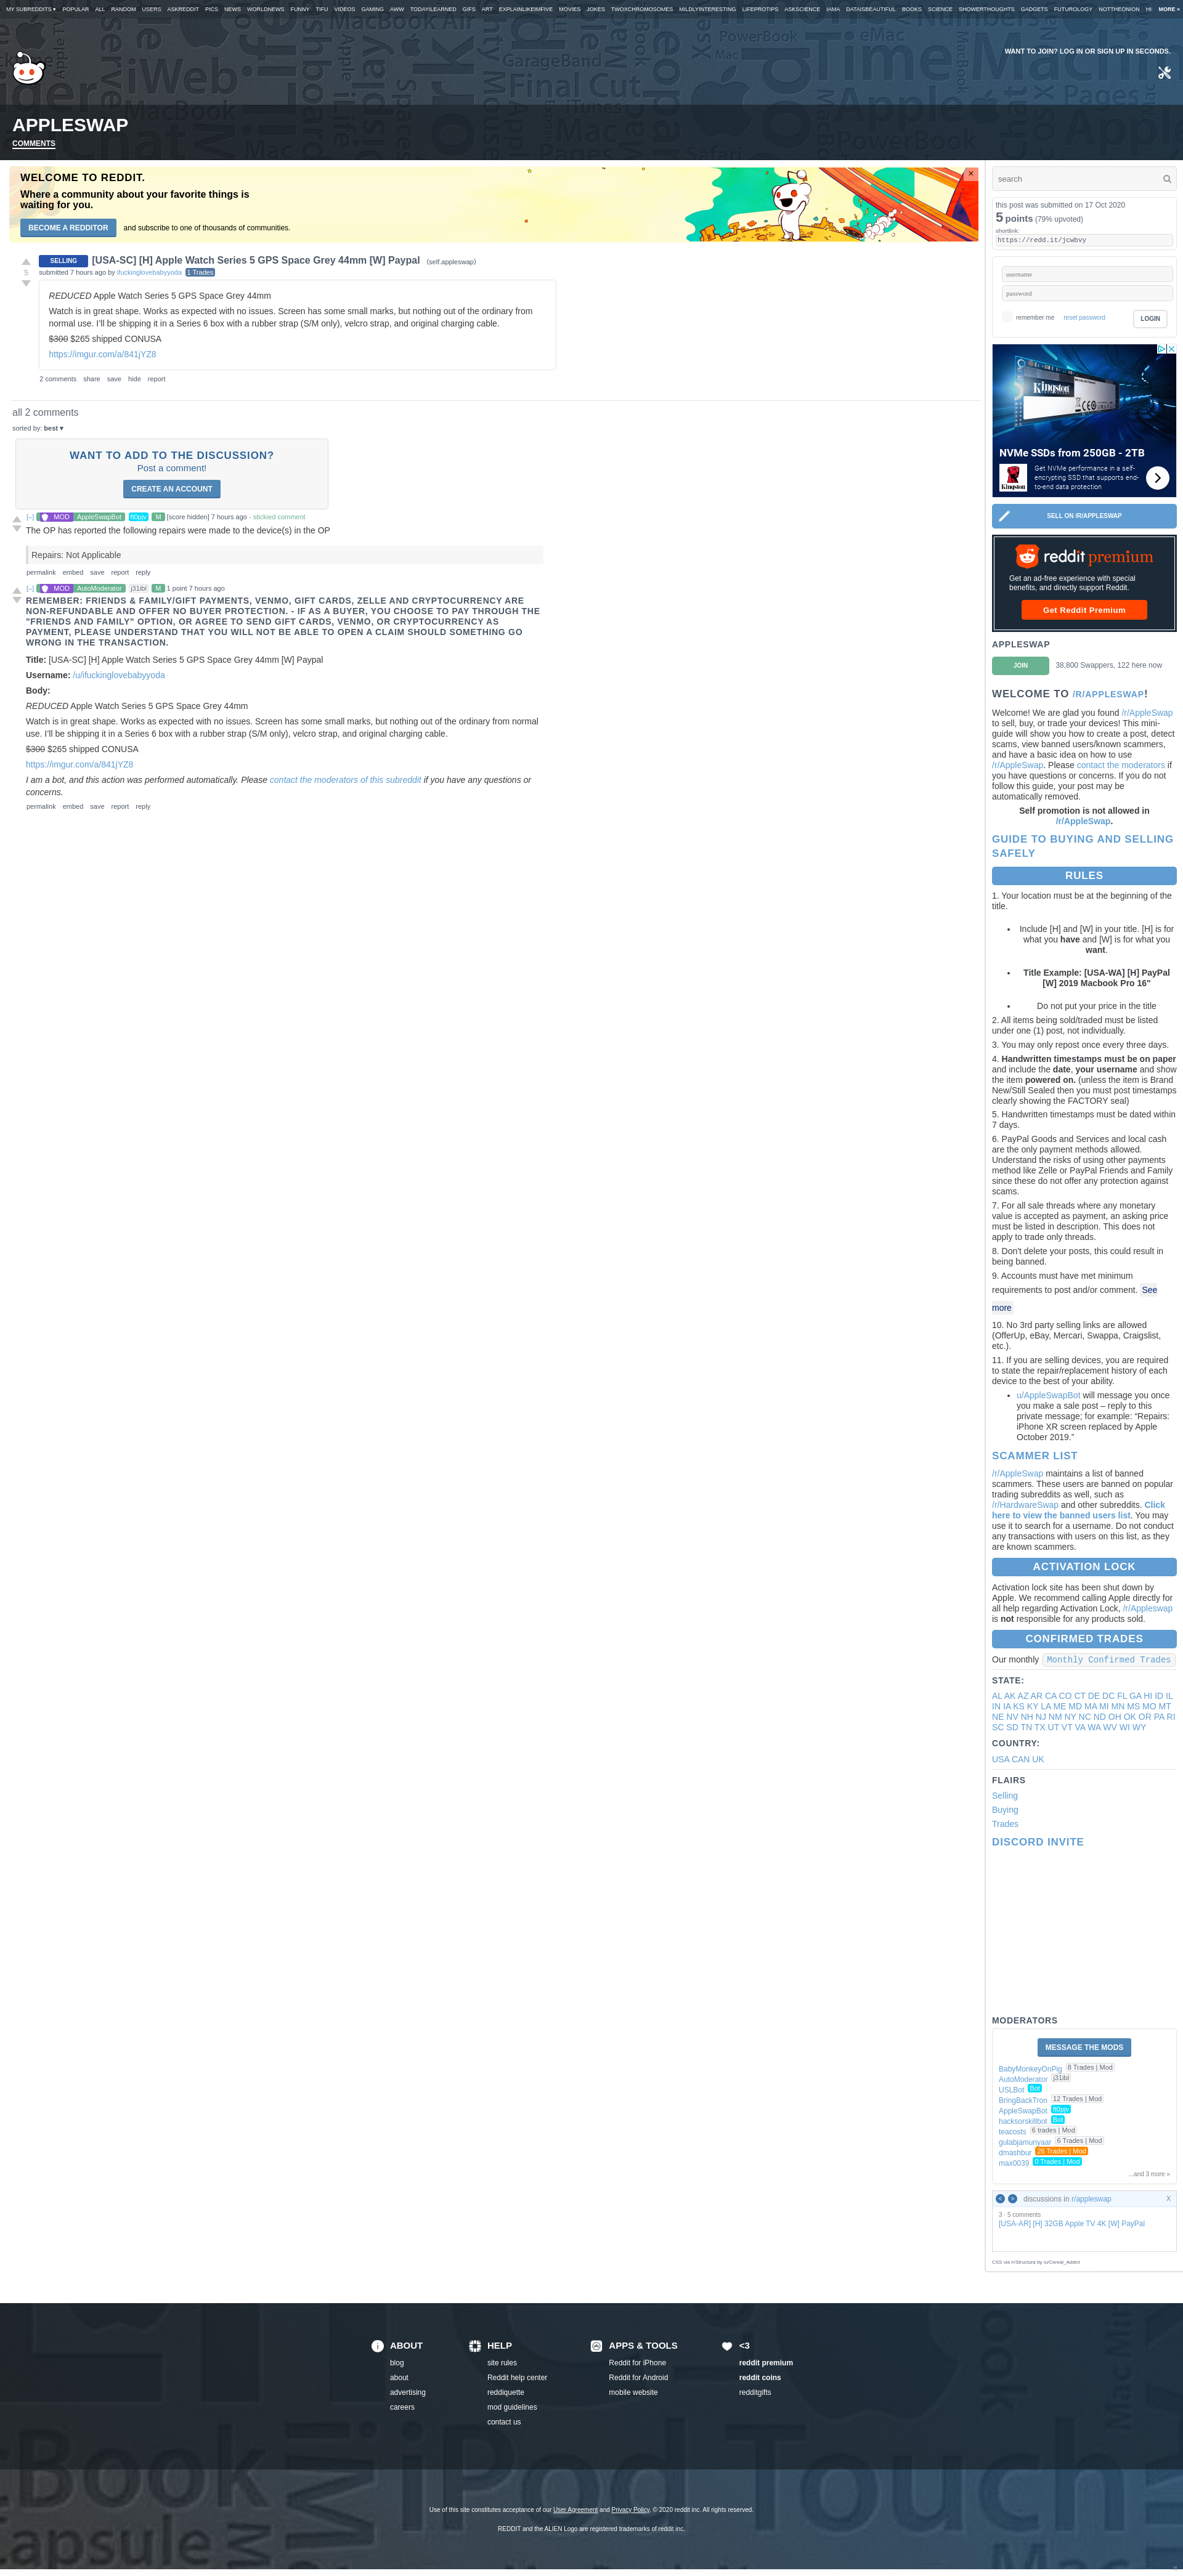 MY SUBREDDITS ▾ POPULAR ALL RANDOM USERS ASKREDDIT PICS NEWS WORLDNEWS FUNNY TIFU VIDEOS GAMING AWW TODAYILEARNED GIFS ART EXPLAINLIKEIMFIVE MOVIES JOKES TWOXCHROMOSOMES MILDLYINTERESTING LIFEPROTIPS ASKSCIENCE IAMA DATAISBEAUTIFUL BOOKS SCIENCE SHOWERTHOUGHTS GADGETS FUTUROLOGY NOTTHEONION HI MORE »
WANT TO JOIN? LOG IN OR SIGN UP IN SECONDS.
APPLESWAP
COMMENTS
WELCOME TO REDDIT.
Where a community about your favorite things is
waiting for you.
BECOME A REDDITOR and subscribe to one of thousands of communities.
5
SELLING [USA-SC] [H] Apple Watch Series 5 GPS Space Grey 44mm [W] Paypal (self.appleswap)
submitted 7 hours ago by ifuckinglovebabyyoda 1 Trades
REDUCED Apple Watch Series 5 GPS Space Grey 44mm
Watch is in great shape. Works as expected with no issues. Screen has some small marks, but nothing out of the ordinary from
normal use. I'll be shipping it in a Series 6 box with a rubber strap (S/M only), velcro strap, and original charging cable.
$300 $265 shipped CONUSA
https://imgur.com/a/841jYZ8
2 comments share save hide report
all 2 comments
sorted by: best ▾
WANT TO ADD TO THE DISCUSSION?
Post a comment!
CREATE AN ACCOUNT
[–] MOD AppleSwapBot ft0pjv M [score hidden] 7 hours ago - stickied comment
The OP has reported the following repairs were made to the device(s) in the OP
Repairs: Not Applicable
permalink embed save report reply
[–] MOD AutoModerator j31ibl M 1 point 7 hours ago
REMEMBER: FRIENDS & FAMILY/GIFT PAYMENTS, VENMO, GIFT CARDS, ZELLE AND CRYPTOCURRENCY ARE
NON-REFUNDABLE AND OFFER NO BUYER PROTECTION. - IF AS A BUYER, YOU CHOOSE TO PAY THROUGH THE
"FRIENDS AND FAMILY" OPTION, OR AGREE TO SEND GIFT CARDS, VENMO, OR CRYPTOCURRENCY AS
PAYMENT, PLEASE UNDERSTAND THAT YOU WILL NOT BE ABLE TO OPEN A CLAIM SHOULD SOMETHING GO
WRONG IN THE TRANSACTION.
Title: [USA-SC] [H] Apple Watch Series 5 GPS Space Grey 44mm [W] Paypal
Username: /u/ifuckinglovebabyyoda
Body:
REDUCED Apple Watch Series 5 GPS Space Grey 44mm
Watch is in great shape. Works as expected with no issues. Screen has some small marks, but nothing out of the ordinary from normal
use. I'll be shipping it in a Series 6 box with a rubber strap (S/M only), velcro strap, and original charging cable.
$300 $265 shipped CONUSA
https://imgur.com/a/841jYZ8
I am a bot, and this action was performed automatically. Please contact the moderators of this subreddit if you have any questions or
concerns.
permalink embed save report reply
search
this post was submitted on 17 Oct 2020
5 points (79% upvoted)
shortlink:
https://redd.it/jcwbvy
username
password
remember me reset password LOGIN
Kingston
NVMe SSDs from 250GB - 2TB
Get NVMe performance in a self-
encrypting SSD that supports end-
to-end data protection
Kingston
SELL ON /R/APPLESWAP
reddit premium
Get an ad-free experience with special
benefits, and directly support Reddit.
Get Reddit Premium
APPLESWAP
JOIN 38,800 Swappers, 122 here now
WELCOME TO /R/APPLESWAP!
Welcome! We are glad you found /r/AppleSwap
to sell, buy, or trade your devices! This mini-
guide will show you how to create a post, detect
scams, view banned users/known scammers,
and have a basic idea on how to use
/r/AppleSwap. Please contact the moderators if
you have questions or concerns. If you do not
follow this guide, your post may be
automatically removed.
Self promotion is not allowed in
/r/AppleSwap.
GUIDE TO BUYING AND SELLING
SAFELY
RULES
1. Your location must be at the beginning of the
title.
• Include [H] and [W] in your title. [H] is for
what you have and [W] is for what you
want.
• Title Example: [USA-WA] [H] PayPal
[W] 2019 Macbook Pro 16"
• Do not put your price in the title
2. All items being sold/traded must be listed
under one (1) post, not individually.
3. You may only repost once every three days.
4. Handwritten timestamps must be on paper
and include the date, your username and show
the item powered on. (unless the item is Brand
New/Still Sealed then you must post timestamps
clearly showing the FACTORY seal)
5. Handwritten timestamps must be dated within
7 days.
6. PayPal Goods and Services and local cash
are the only payment methods allowed.
Understand the risks of using other payments
method like Zelle or PayPal Friends and Family
since these do not offer any protection against
scams.
7. For all sale threads where any monetary
value is accepted as payment, an asking price
must be listed in description. This does not
apply to trade only threads.
8. Don't delete your posts, this could result in
being banned.
9. Accounts must have met minimum
requirements to post and/or comment. See
more
10. No 3rd party selling links are allowed
(OfferUp, eBay, Mercari, Swappa, Craigslist,
etc.).
11. If you are selling devices, you are required
to state the repair/replacement history of each
device to the best of your ability.
• u/AppleSwapBot will message you once
you make a sale post – reply to this
private message; for example: "Repairs:
iPhone XR screen replaced by Apple
October 2019."
SCAMMER LIST
/r/AppleSwap maintains a list of banned
scammers. These users are banned on popular
trading subreddits as well, such as
/r/HardwareSwap and other subreddits. Click
here to view the banned users list. You may
use it to search for a username. Do not conduct
any transactions with users on this list, as they
are known scammers.
ACTIVATION LOCK
Activation lock site has been shut down by
Apple. We recommend calling Apple directly for
all help regarding Activation Lock, /r/Appleswap
is not responsible for any products sold.
CONFIRMED TRADES
Our monthly Monthly Confirmed Trades
STATE:
AL AK AZ AR CA CO CT DE DC FL GA HI ID IL
IN IA KS KY LA ME MD MA MI MN MS MO MT
NE NV NH NJ NM NY NC ND OH OK OR PA RI
SC SD TN TX UT VT VA WA WV WI WY
COUNTRY:
USA CAN UK
FLAIRS
Selling
Buying
Trades
DISCORD INVITE
MODERATORS
MESSAGE THE MODS
BabyMonkeyOnPig 8 Trades | Mod
AutoModerator j31ibl
USLBot Bot
BringBackTron 12 Trades | Mod
AppleSwapBot ft0pjv
hacksorskillbot Bot
teacosts 6 trades | Mod
gulabjamunyaar 6 Trades | Mod
dmashbur 26 Trades | Mod
max0039 0 Trades | Mod
...and 3 more »
< > discussions in r/appleswap X
3 · 5 comments
[USA-AR] [H] 32GB Apple TV 4K [W] PayPal
CSS via r/Structura by /u/Cereal_Addict
ABOUT
blog
about
advertising
careers
HELP
site rules
Reddit help center
reddiquette
mod guidelines
contact us
APPS & TOOLS
Reddit for iPhone
Reddit for Android
mobile website
<3
reddit premium
reddit coins
redditgifts
Use of this site constitutes acceptance of our User Agreement and Privacy Policy. © 2020 reddit inc. All rights reserved.
REDDIT and the ALIEN Logo are registered trademarks of reddit inc.